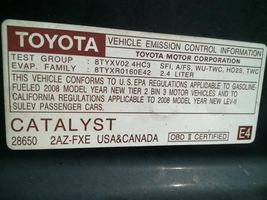 TOYOTA
VEHICLE EMISSION CONTROL INFORMATION
TOYOTA MOTOR CORPORATION
TEST GROUP : 8TYXV02.4HC3 SFI, A/FS, WU-TWC, HO2S, TWC
EVAP. FAMILY : 8TYXR0160E42 2.4 LITER
THIS VEHICLE CONFORMS TO U.S. EPA REGULATIONS APPLICABLE TO GASOLINE-
FUELED 2008 MODEL YEAR NEW TIER 2 BIN 3 MOTOR VEHICLES AND TO
CALIFORNIA REGULATIONS APPLICABLE TO 2008 MODEL YEAR NEW LEV-II
SULEV PASSENGER CARS.
CATALYST
28650 2AZ-FXE USA&CANADA
OBD II CERTIFIED
E4